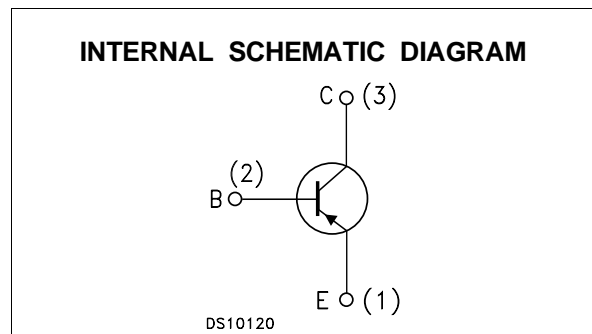 INTERNAL SCHEMATIC DIAGRAM
C (3)
(2)
B
E (1)
DS10120